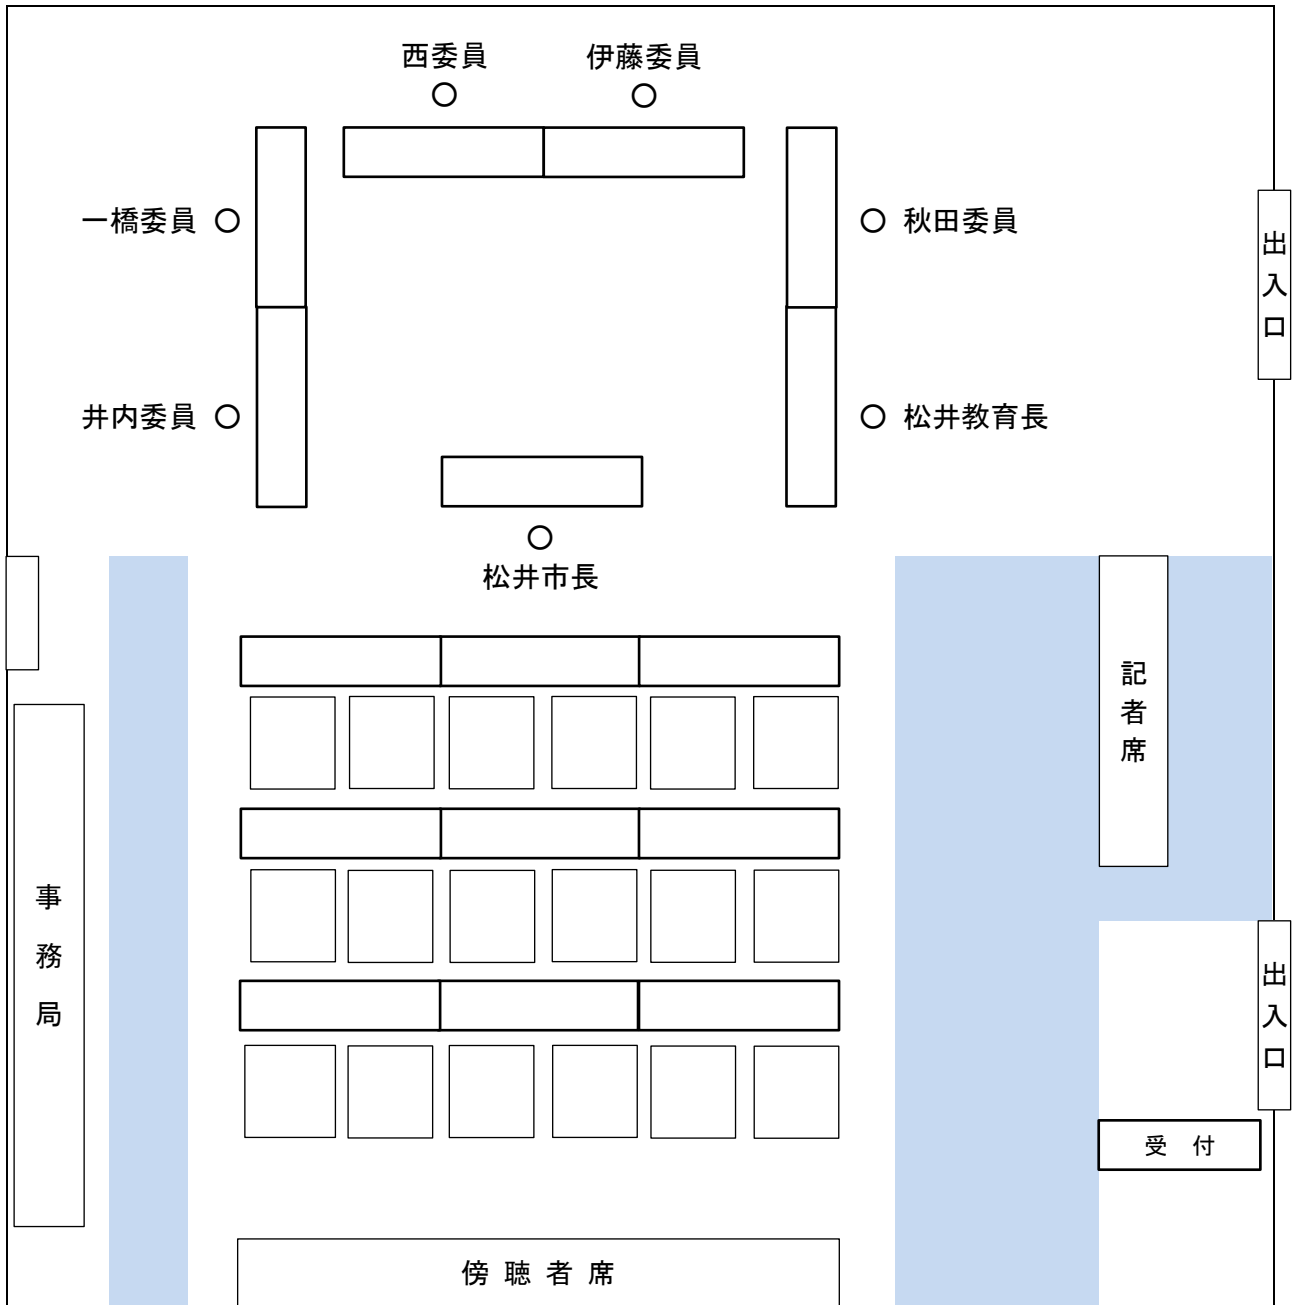 西委員
伊藤委員
一橋委員
秋田委員
出入口
井内委員
松井教育長
松井市長
記者席
事務局
出入口
受 付
傍聴者席